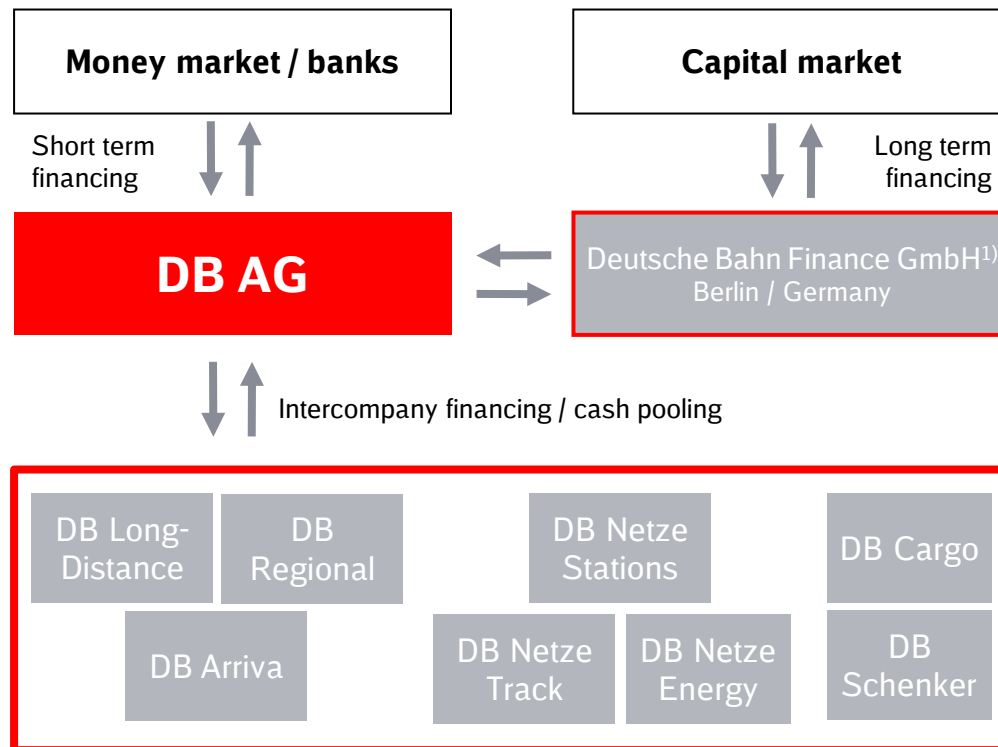 Money market / banks
Capital market
Short term
financing
Long term
financing
DB AG
Deutsche Bahn Finance GmbH¹⁾
Berlin / Germany
Intercompany financing / cash pooling
DB Long-
Distance
DB
Regional
DB Netze
Stations
DB Cargo
DB Arriva
DB Netze
Track
DB Netze
Energy
DB
Schenker